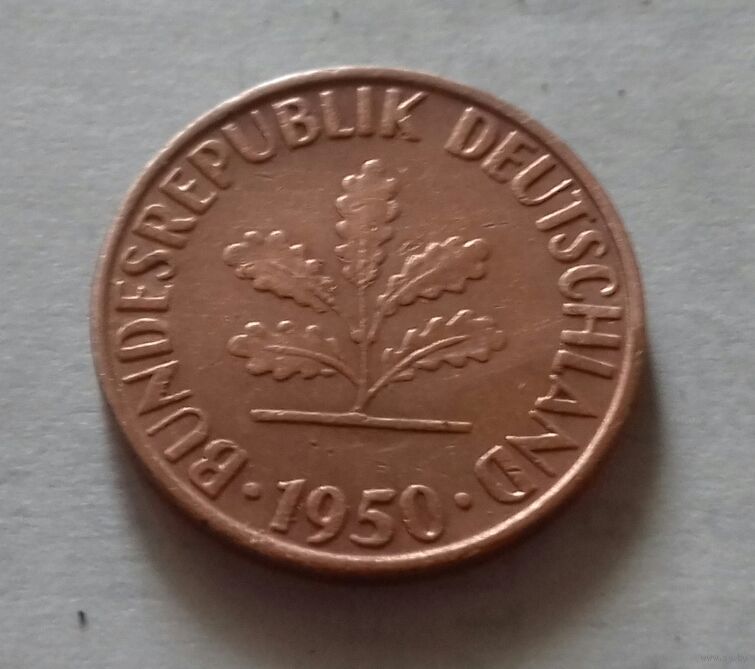 BUNDESREPUBLIK DEUTSCHLAND
· 1950 ·